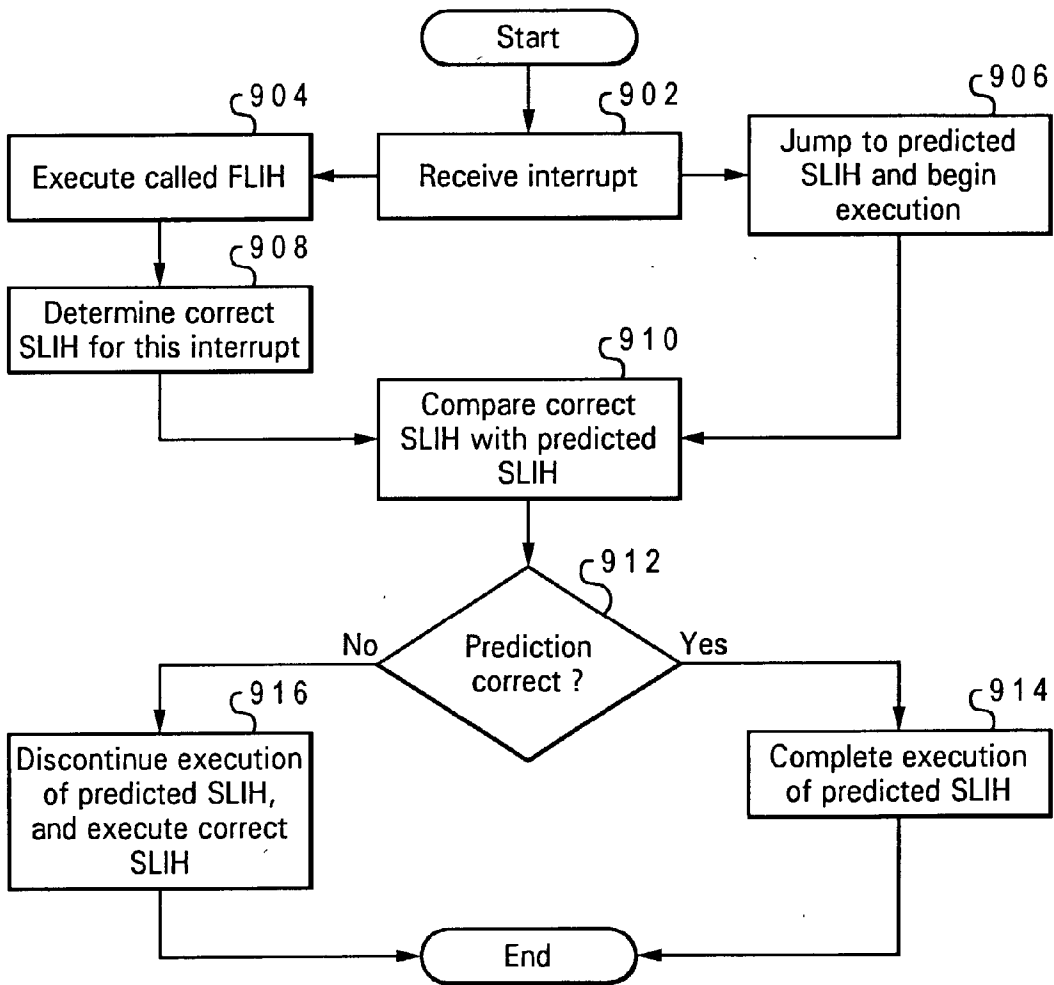 Start
904
902
906
Execute called FLIH
Receive interrupt
Jump to predicted
SLIH and begin
execution
908
Determine correct
SLIH for this interrupt
910
Compare correct
SLIH with predicted
SLIH
912
No
Prediction
correct ?
Yes
916
914
Discontinue execution
of predicted SLIH,
and execute correct
SLIH
Complete execution
of predicted SLIH
End